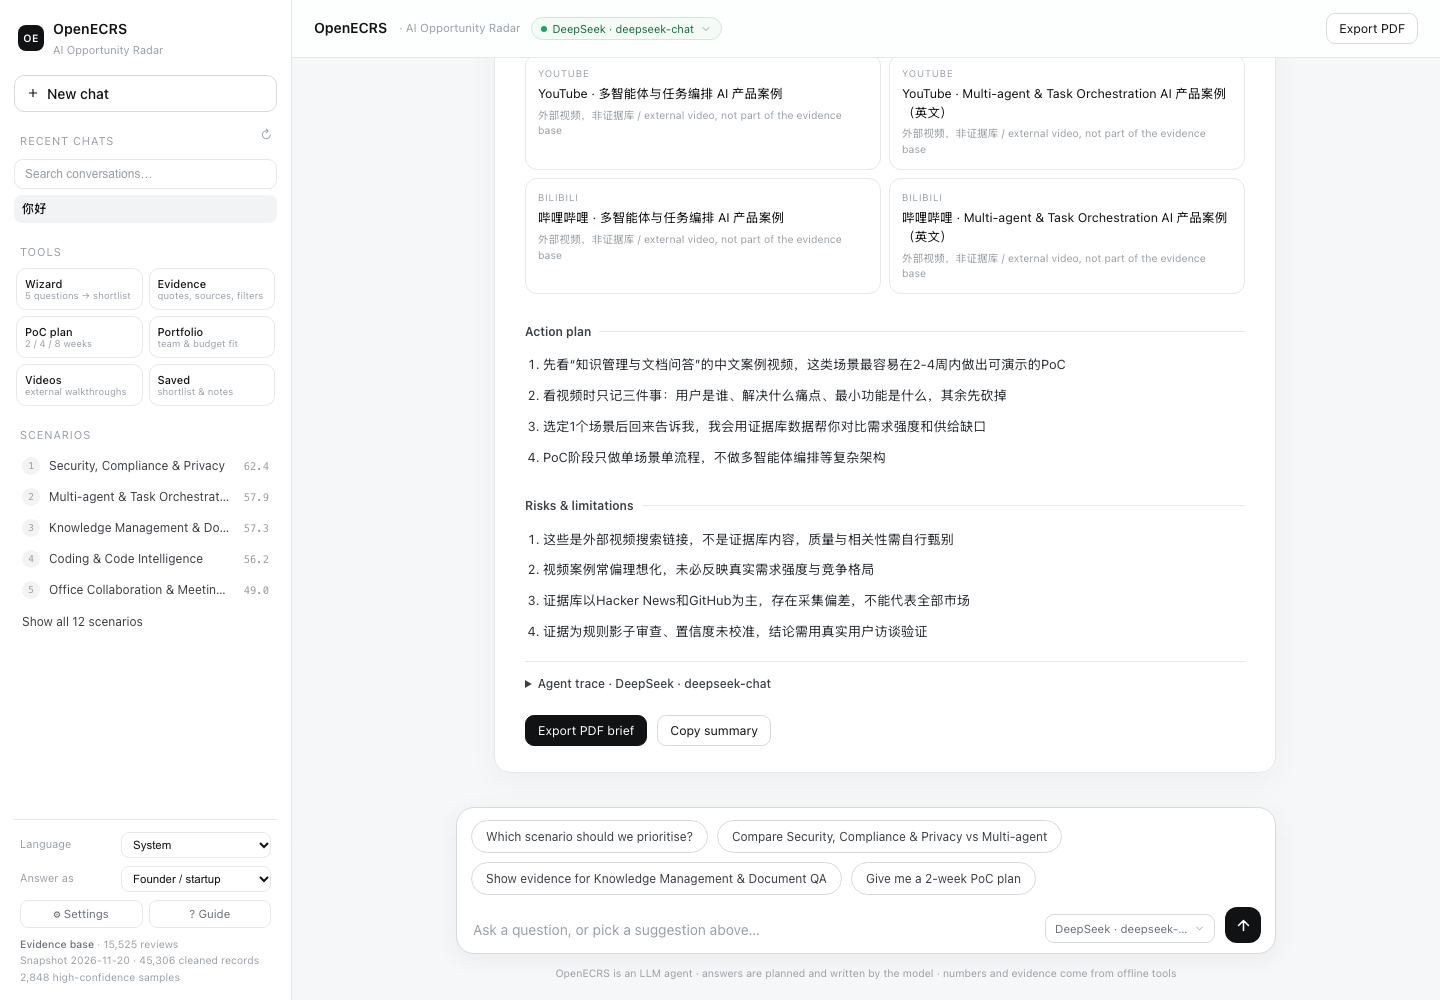 OE
OpenECRS
AI Opportunity Radar
+ New chat
RECENT CHATS
Search conversations...
你好
TOOLS
Wizard
5 questions → shortlist
Evidence
quotes, sources, filters
PoC plan
2 / 4 / 8 weeks
Portfolio
team & budget fit
Videos
external walkthroughs
Saved
shortlist & notes
SCENARIOS
1 Security, Compliance & Privacy 62.4
2 Multi-agent & Task Orchestrat... 57.9
3 Knowledge Management & Do... 57.3
4 Coding & Code Intelligence 56.2
5 Office Collaboration & Meetin... 49.0
Show all 12 scenarios
Language System
Answer as Founder / startup
⚙ Settings
? Guide
Evidence base · 15,525 reviews
Snapshot 2026-11-20 · 45,306 cleaned records
2,848 high-confidence samples
OpenECRS · AI Opportunity Radar DeepSeek · deepseek-chat
Export PDF
YOUTUBE
YouTube · 多智能体与任务编排 AI 产品案例
外部视频，非证据库 / external video, not part of the evidence
base
YOUTUBE
YouTube · Multi-agent & Task Orchestration AI 产品案例
（英文）
外部视频，非证据库 / external video, not part of the evidence
base
BILIBILI
哔哩哔哩 · 多智能体与任务编排 AI 产品案例
外部视频，非证据库 / external video, not part of the evidence
base
BILIBILI
哔哩哔哩 · Multi-agent & Task Orchestration AI 产品案例
（英文）
外部视频，非证据库 / external video, not part of the evidence
base
Action plan
1. 先看“知识管理与文档问答”的中文案例视频，这类场景最容易在2-4周内做出可演示的PoC
2. 看视频时只记三件事：用户是谁、解决什么痛点、最小功能是什么，其余先砍掉
3. 选定1个场景后回来告诉我，我会用证据库数据帮你对比需求强度和供给缺口
4. PoC阶段只做单场景单流程，不做多智能体编排等复杂架构
Risks & limitations
1. 这些是外部视频搜索链接，不是证据库内容，质量与相关性需自行甄别
2. 视频案例常偏理想化，未必反映真实需求强度与竞争格局
3. 证据库以Hacker News和GitHub为主，存在采集偏差，不能代表全部市场
4. 证据为规则影子审查、置信度未校准，结论需用真实用户访谈验证
Agent trace · DeepSeek · deepseek-chat
Export PDF brief
Copy summary
Which scenario should we prioritise?
Compare Security, Compliance & Privacy vs Multi-agent
Show evidence for Knowledge Management & Document QA
Give me a 2-week PoC plan
Ask a question, or pick a suggestion above...
DeepSeek · deepseek-...
OpenECRS is an LLM agent · answers are planned and written by the model · numbers and evidence come from offline tools